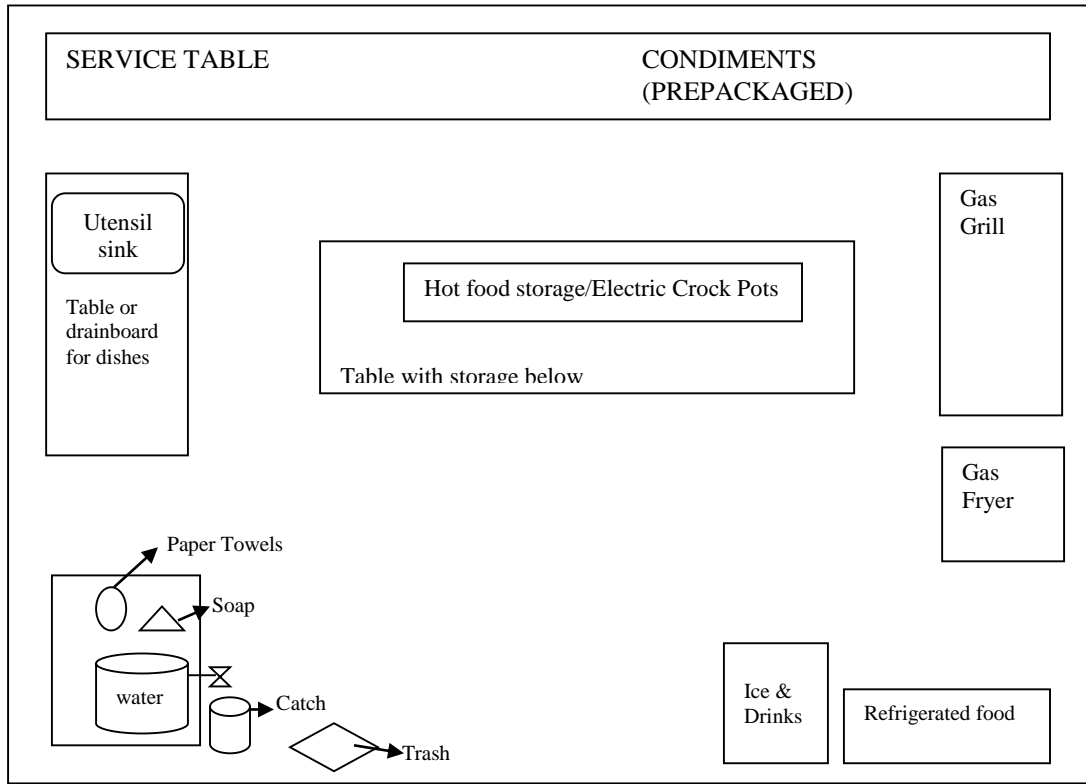 SERVICE TABLE
CONDIMENTS
(PREPACKAGED)
Utensil
sink
Table or
drainboard
for dishes
Hot food storage/Electric Crock Pots
Table with storage below
Gas
Grill
Gas
Fryer
Paper Towels
Soap
water
Catch
Trash
Ice &
Drinks
Refrigerated food